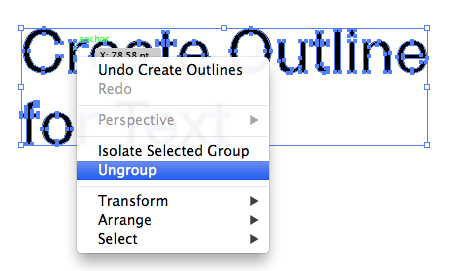 Create Outline
for Text
anchor
X: 78.58 pt
Undo Create Outlines
Redo
Perspective
Isolate Selected Group
Ungroup
Transform
Arrange
Select